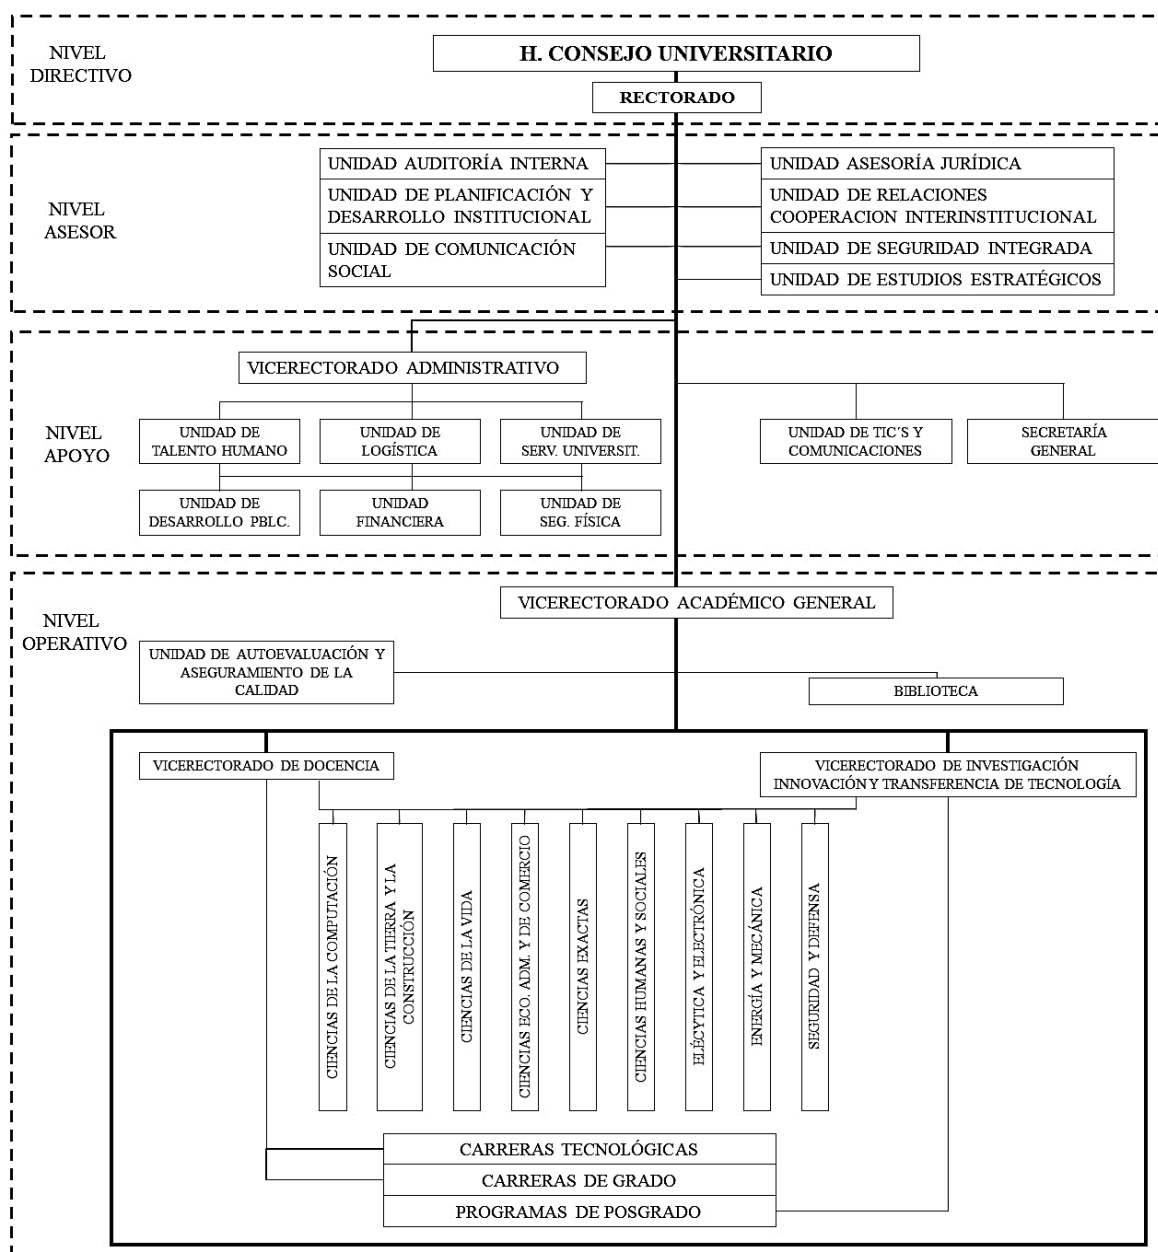 NIVEL
DIRECTIVO
H. CONSEJO UNIVERSITARIO
RECTORADO
NIVEL
ASESOR
UNIDAD AUDITORÍA INTERNA
UNIDAD DE PLANIFICACIÓN Y
DESARROLLO INSTITUCIONAL
UNIDAD DE COMUNICACIÓN
SOCIAL
UNIDAD ASESORÍA JURÍDICA
UNIDAD DE RELACIONES
COOPERACION INTERINSTITUCIONAL
UNIDAD DE SEGURIDAD INTEGRADA
UNIDAD DE ESTUDIOS ESTRATÉGICOS
NIVEL
APOYO
VICERECTORADO ADMINISTRATIVO
UNIDAD DE
TALENTO HUMANO
UNIDAD DE
LOGÍSTICA
UNIDAD DE
SERV. UNIVERSIT.
UNIDAD DE TIC´S Y
COMUNICACIONES
SECRETARÍA
GENERAL
UNIDAD DE
DESARROLLO PBLC.
UNIDAD
FINANCIERA
UNIDAD DE
SEG. FÍSICA
NIVEL
OPERATIVO
VICERECTORADO ACADÉMICO GENERAL
UNIDAD DE AUTOEVALUACIÓN Y
ASEGURAMIENTO DE LA
CALIDAD
BIBLIOTECA
VICERECTORADO DE DOCENCIA
VICERECTORADO DE INVESTIGACIÓN
INNOVACIÓN Y TRANSFERENCIA DE TECNOLOGÍA
CIENCIAS DE LA COMPUTACIÓN
CIENCIAS DE LA TIERRA Y LA
CONSTRUCCIÓN
CIENCIAS DE LA VIDA
CIENCIAS ECO. ADM. Y DE COMERCIO
CIENCIAS EXACTAS
CIENCIAS HUMANAS Y SOCIALES
ELÉCYTICA Y ELECTRÓNICA
ENERGÍA Y MECÁNICA
SEGURIDAD Y DEFENSA
CARRERAS TECNOLÓGICAS
CARRERAS DE GRADO
PROGRAMAS DE POSGRADO